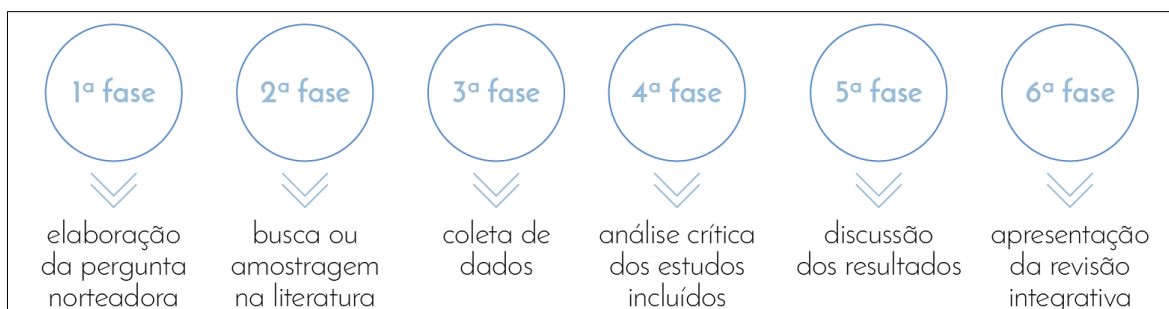 1ª fase
elaboração
da pergunta
norteadora
2ª fase
busca ou
amostragem
na literatura
3ª fase
coleta de
dados
4ª fase
análise crítica
dos estudos
incluídos
5ª fase
discussão
dos resultados
6ª fase
apresentação
da revisão
integrativa